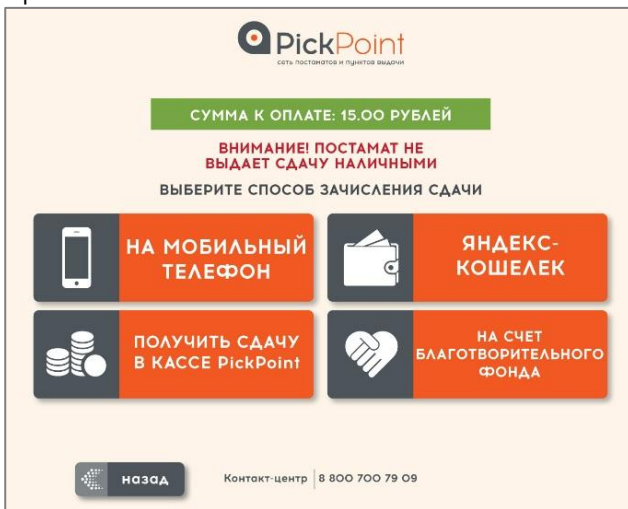 PickPoint
сеть постаматов и пунктов выдачи
СУММА К ОПЛАТЕ: 15.00 РУБЛЕЙ
ВНИМАНИЕ! ПОСТАМАТ НЕ
ВЫДАЕТ СДАЧУ НАЛИЧНЫМИ
ВЫБЕРИТЕ СПОСОБ ЗАЧИСЛЕНИЯ СДАЧИ
НА МОБИЛЬНЫЙ
ТЕЛЕФОН
ЯНДЕКС-
КОШЕЛЕК
ПОЛУЧИТЬ СДАЧУ
В КАССЕ PickPoint
НА СЧЕТ
БЛАГОТВОРИТЕЛЬНОГО
ФОНДА
назад
Контакт-центр 8 800 700 79 09